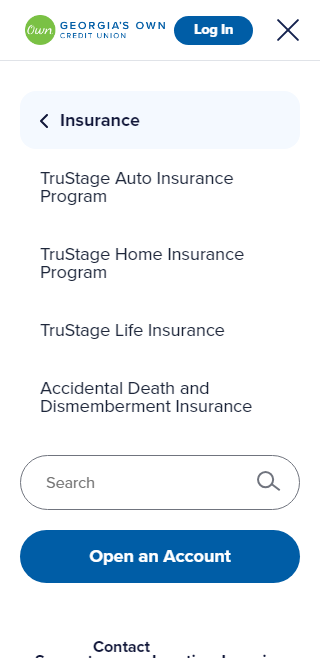 Own
GEORGIA'S OWN
CREDIT UNION
Log In
Insurance
TruStage Auto Insurance
Program
TruStage Home Insurance
Program
TruStage Life Insurance
Accidental Death and
Dismemberment Insurance
Search
Open an Account
Contact